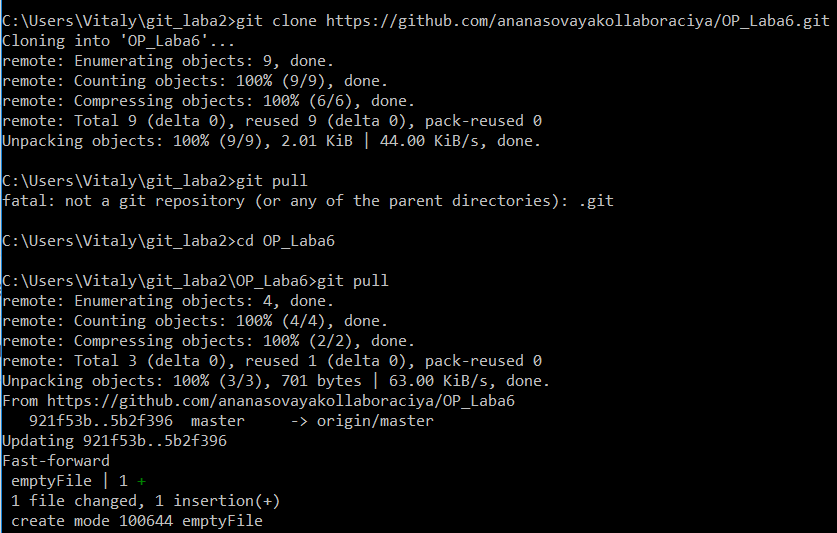 C:\Users\Vitaly\git_laba2>git clone https://github.com/ananasovayakollaboraciya/OP_Laba6.git
Cloning into 'OP_Laba6'...
remote: Enumerating objects: 9, done.
remote: Counting objects: 100% (9/9), done.
remote: Compressing objects: 100% (6/6), done.
remote: Total 9 (delta 0), reused 9 (delta 0), pack-reused 0
Unpacking objects: 100% (9/9), 2.01 KiB | 44.00 KiB/s, done.
C:\Users\Vitaly\git_laba2>git pull
fatal: not a git repository (or any of the parent directories): .git
C:\Users\Vitaly\git_laba2>cd OP_Laba6
C:\Users\Vitaly\git_laba2\OP_Laba6>git pull
remote: Enumerating objects: 4, done.
remote: Counting objects: 100% (4/4), done.
remote: Compressing objects: 100% (2/2), done.
remote: Total 3 (delta 0), reused 1 (delta 0), pack-reused 0
Unpacking objects: 100% (3/3), 701 bytes | 63.00 KiB/s, done.
From https://github.com/ananasovayakollaboraciya/OP_Laba6
   921f53b..5b2f396  master     -> origin/master
Updating 921f53b..5b2f396
Fast-forward
 emptyFile | 1 +
 1 file changed, 1 insertion(+)
 create mode 100644 emptyFile